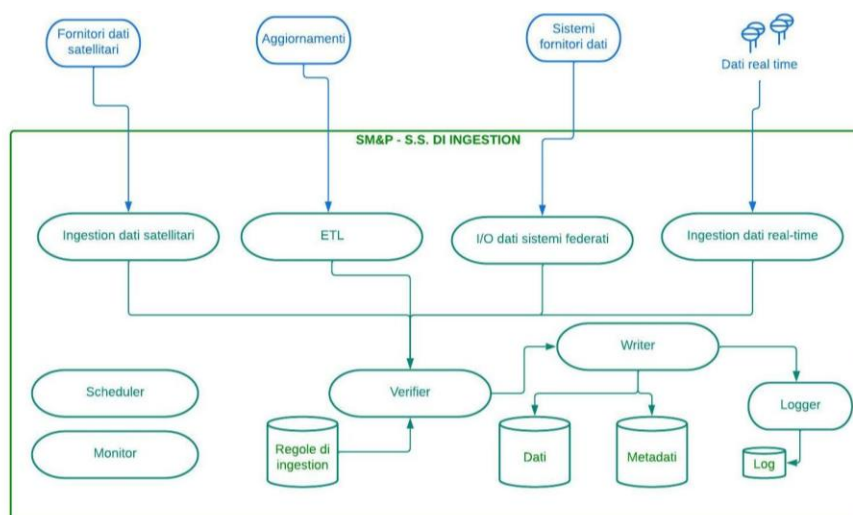 Fornitori dati
satellitari
Aggiornamenti
Sistemi
fornitori dati
Dati real time
SM&P - S.S. DI INGESTION
Ingestion dati satellitari
ETL
I/O dati sistemi federati
Ingestion dati real-time
Writer
Scheduler
Verifier
Logger
Monitor
Regole di
ingestion
Dati
Metadati
Log